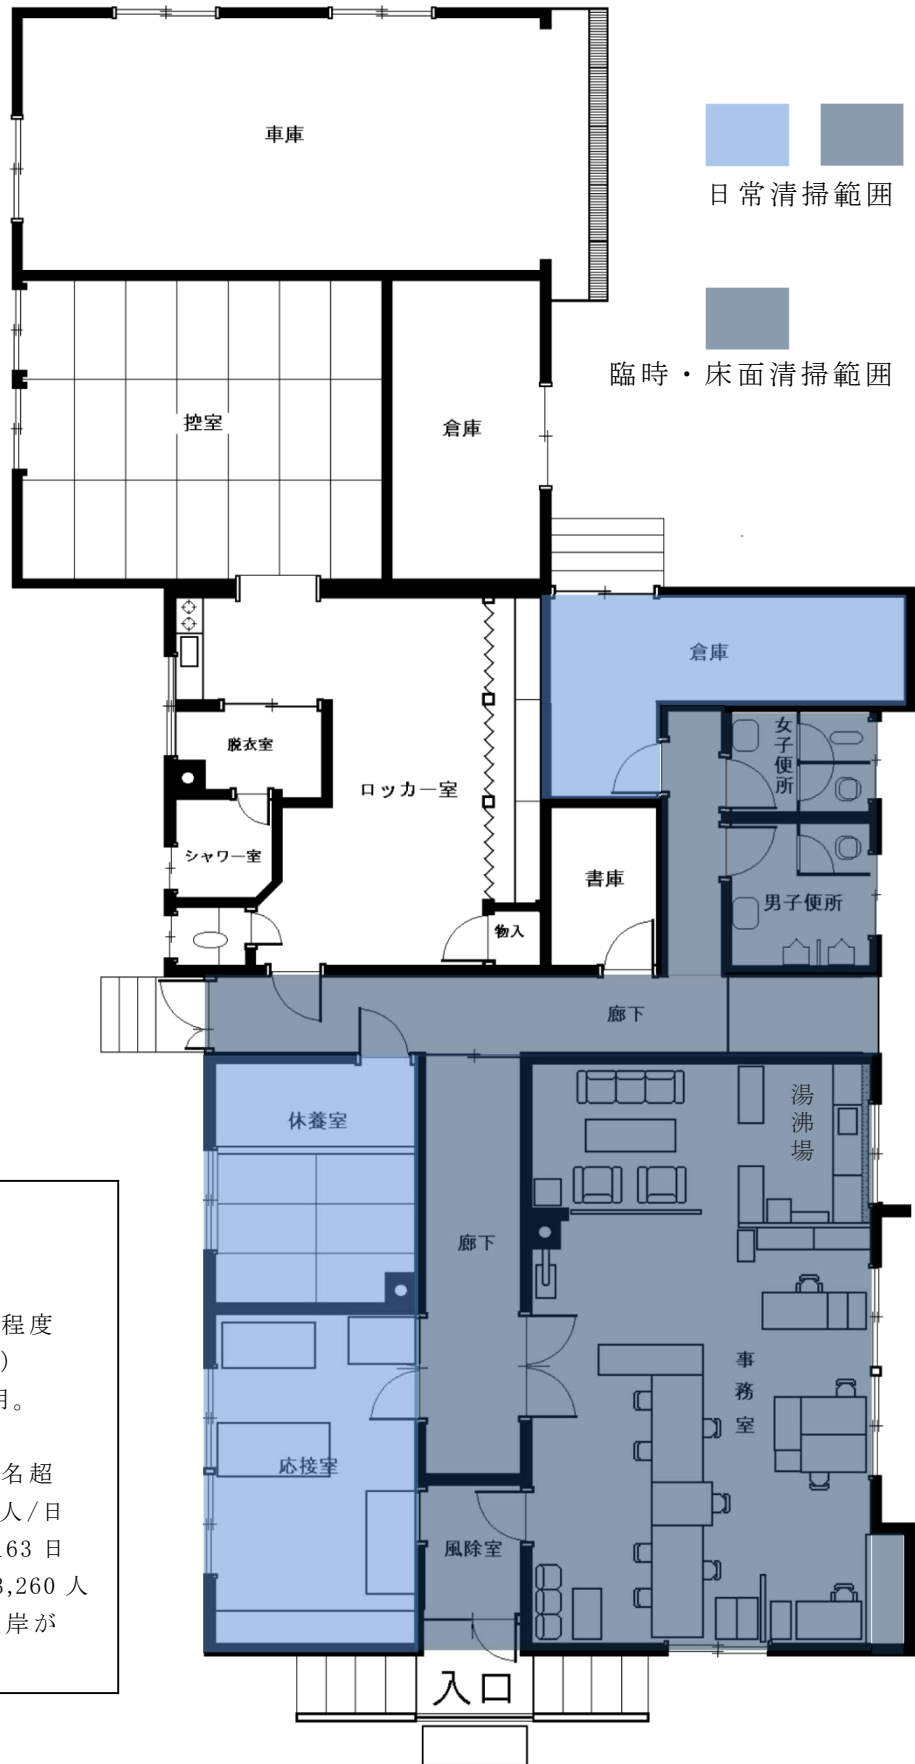 車庫
日常清掃範囲
臨時・床面清掃範囲
控室
倉庫
倉庫
脱衣室
女子便所
ロッカー室
シャワー室
書庫
男子便所
物入
廊下
休養室
湯沸場
廊下
事務室
応接室
風除室
入口
程度
）
名超
人/日
163 日
3,260 人
岸が